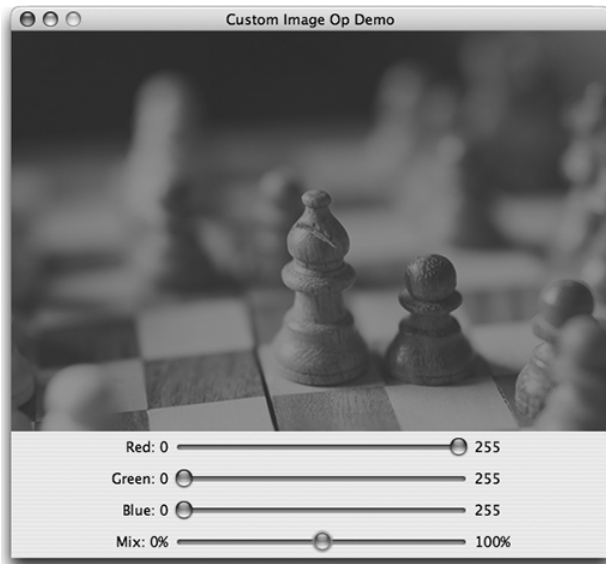 Custom Image Op Demo
Red: 0 255
Green: 0 255
Blue: 0 255
Mix: 0% 100%